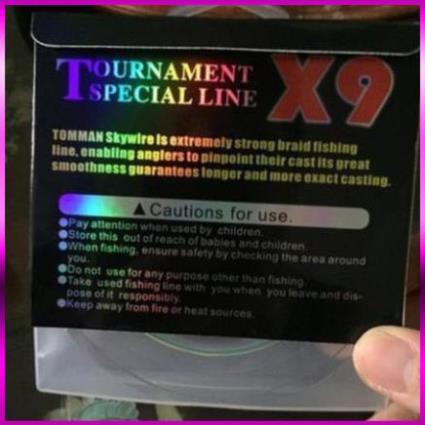 TOURNAMENT
SPECIAL LINE X9
TOMMAN Skywire is extremely strong braid fishing
line, enabling anglers to pinpoint their cast its great
smoothness guarantees longer and more exact casting.
▲Cautions for use.
●Pay attention when used by children.
●Store this out of reach of babies and children.
●When fishing, ensure safety by checking the area around
you.
●Do not use for any purpose other than fishing.
●Take used fishing line with you when you leave and dis-
pose of it responsibly.
●Keep away from fire or heat sources.